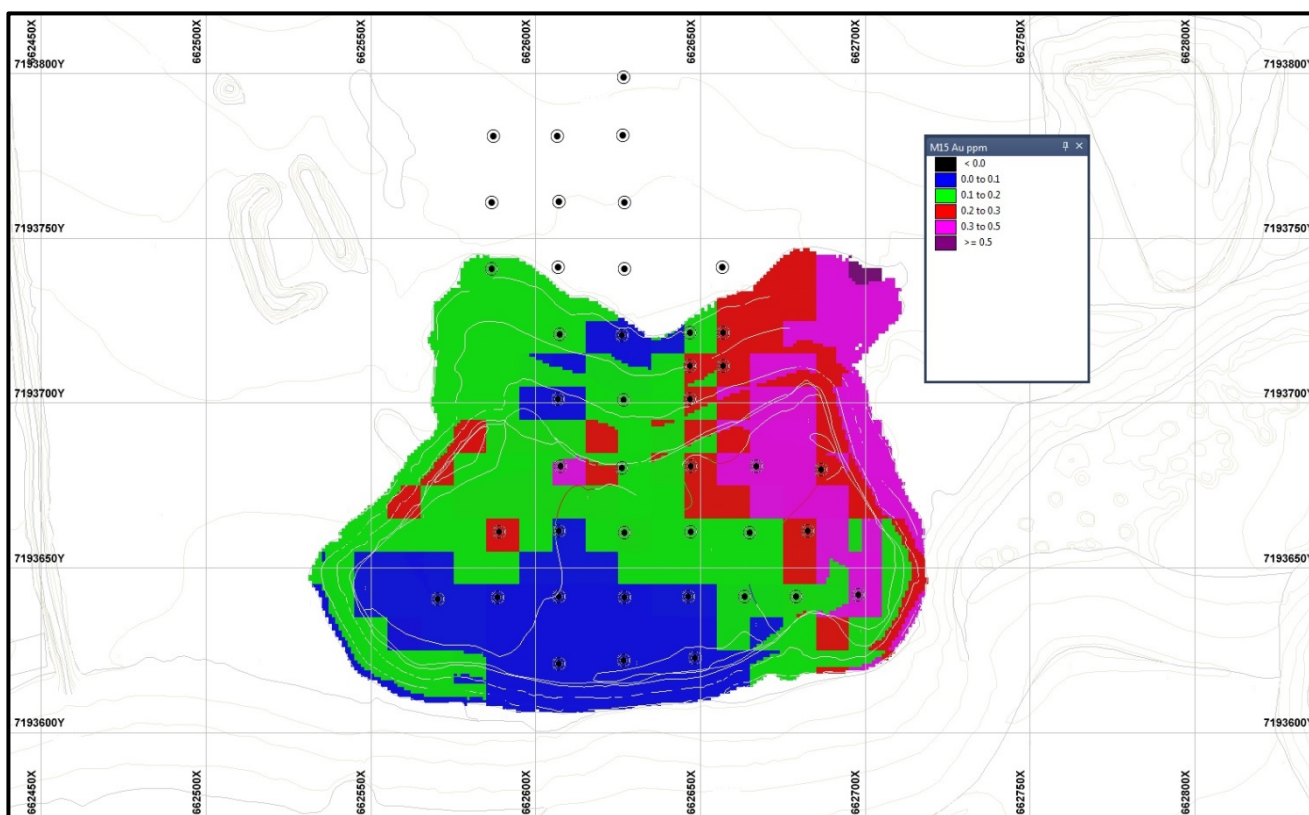 662450X 662500X 662550X 662600X 662650X 662700X 662750X 662800X
7193800Y 7193800Y
M15 Au ppm
< 0.0
0.0 to 0.1
0.1 to 0.2
0.2 to 0.3
0.3 to 0.5
>= 0.5
7193750Y 7193750Y
7193700Y 7193700Y
7193650Y 7193650Y
7193600Y 7193600Y
662450X 662500X 662550X 662600X 662650X 662700X 662750X 662800X